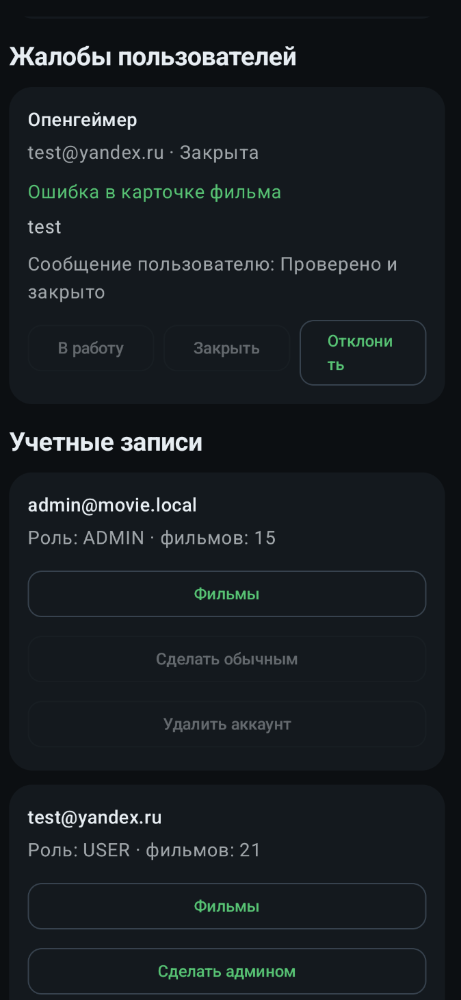 Жалобы пользователей
Опенгеймер
test@yandex.ru · Закрыта
Ошибка в карточке фильма
test
Сообщение пользователю: Проверено и
закрыто
В работу
Закрыть
Отклони
ть
Учетные записи
admin@movie.local
Роль: ADMIN · фильмов: 15
Фильмы
Сделать обычным
Удалить аккаунт
test@yandex.ru
Роль: USER · фильмов: 21
Фильмы
Сделать админом